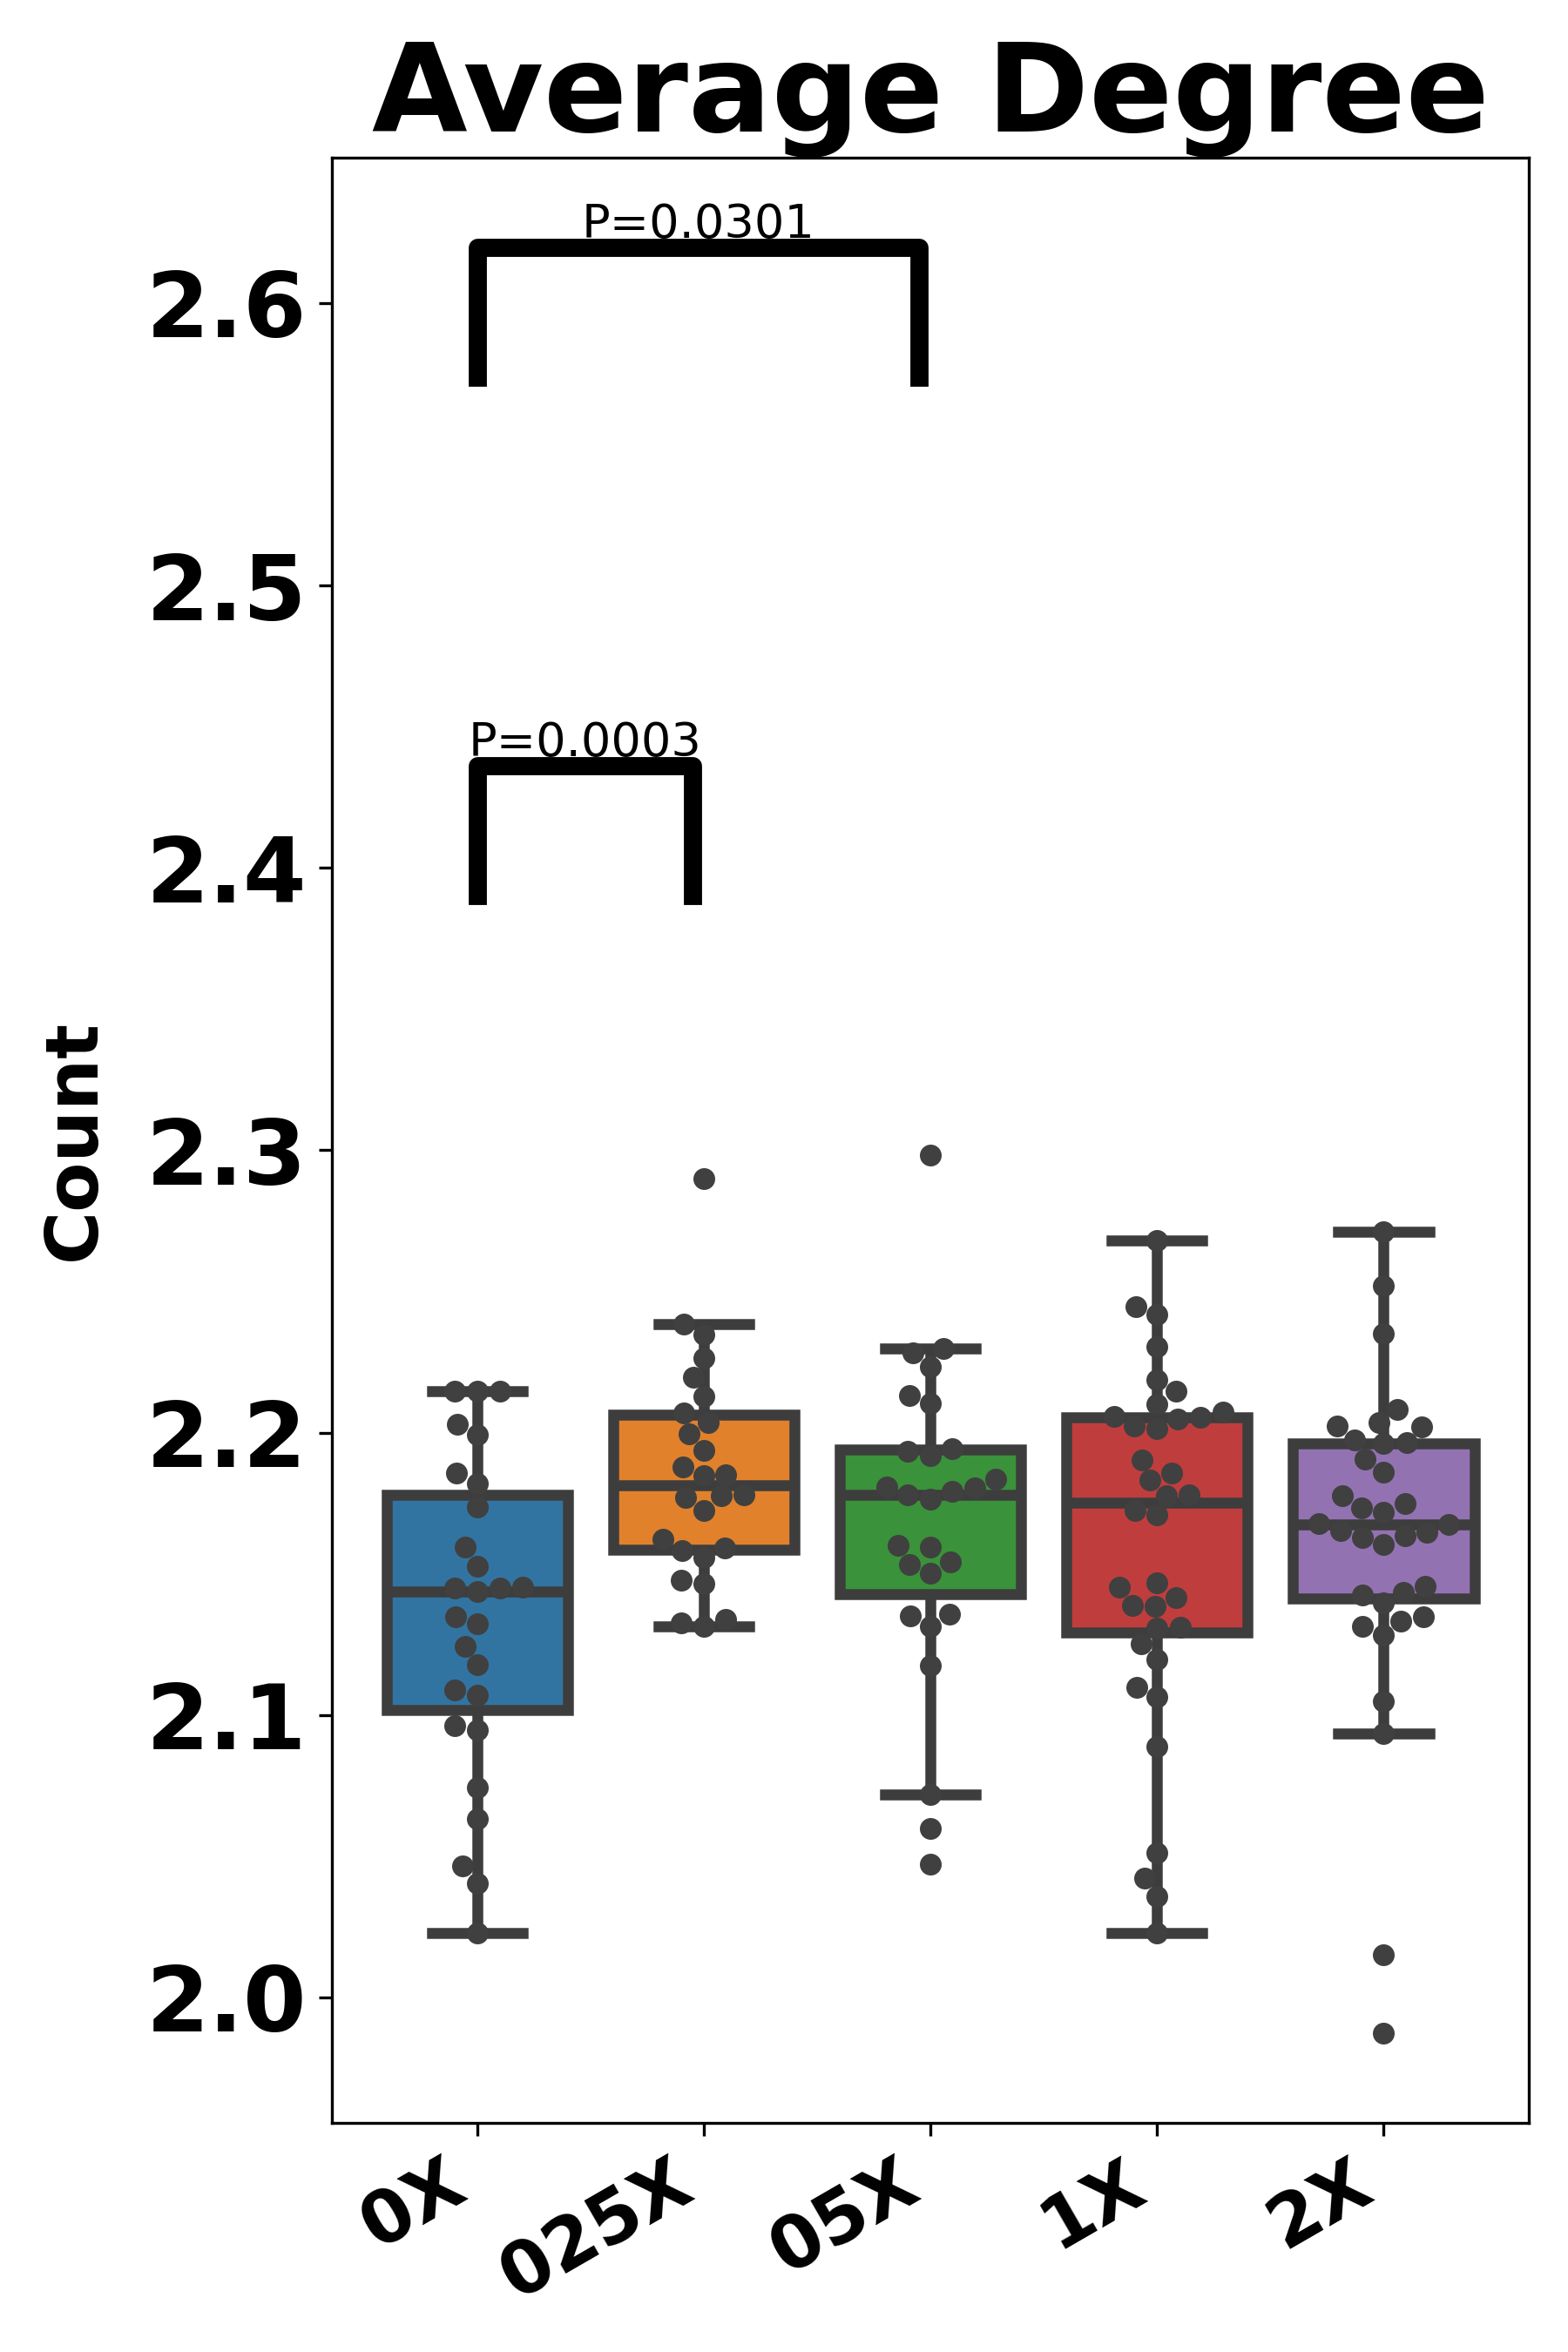 Average Degree
P=0.0301
2.6
2.5
P=0.0003
2.4
Count
2.3
2.2
2.1
2.0
0X
025X
05X
1X
2X